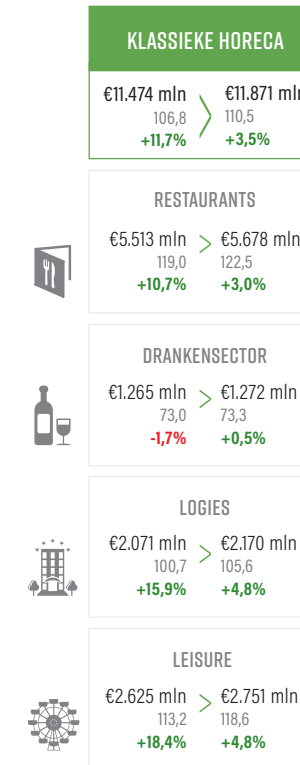 KLASSIEKE HORECA
€11.474 mln €11.871 mln
106,8 110,5
+11,7% +3,5%
RESTAURANTS
€5.513 mln €5.678 mln
119,0 122,5
+10,7% +3,0%
DRANKENSECTOR
€1.265 mln €1.272 mln
73,0 73,3
-1,7% +0,5%
LOGIES
€2.071 mln €2.170 mln
100,7 105,6
+15,9% +4,8%
LEISURE
€2.625 mln €2.751 mln
113,2 118,6
+18,4% +4,8%